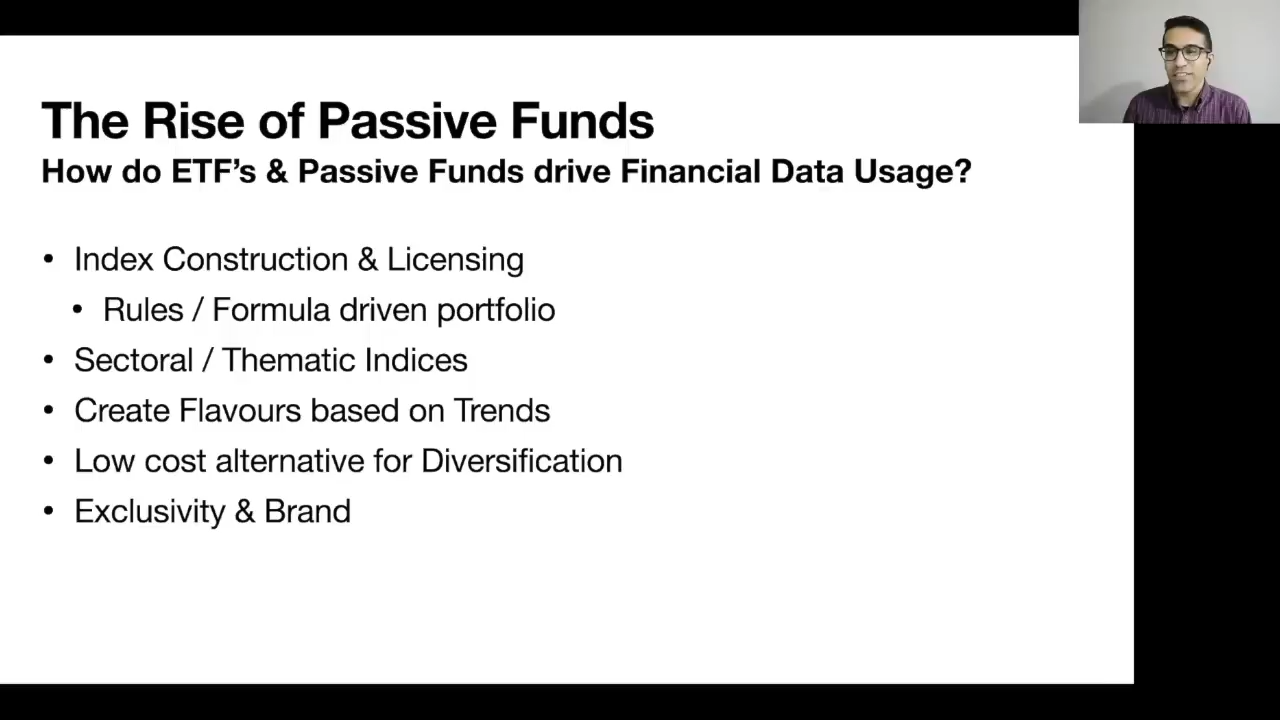 The Rise of Passive Funds
How do ETF's & Passive Funds drive Financial Data Usage?
• Index Construction & Licensing
• Rules / Formula driven portfolio
• Sectoral / Thematic Indices
• Create Flavours based on Trends
• Low cost alternative for Diversification
• Exclusivity & Brand